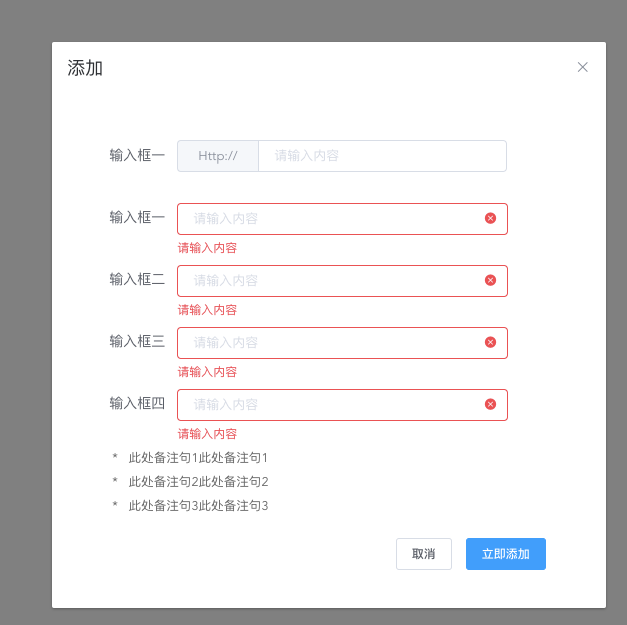 添加
输入框一 Http:// 请输入内容
输入框一 请输入内容
请输入内容
输入框二 请输入内容
请输入内容
输入框三 请输入内容
请输入内容
输入框四 请输入内容
请输入内容
* 此处备注句1此处备注句1
* 此处备注句2此处备注句2
* 此处备注句3此处备注句3
取消 立即添加